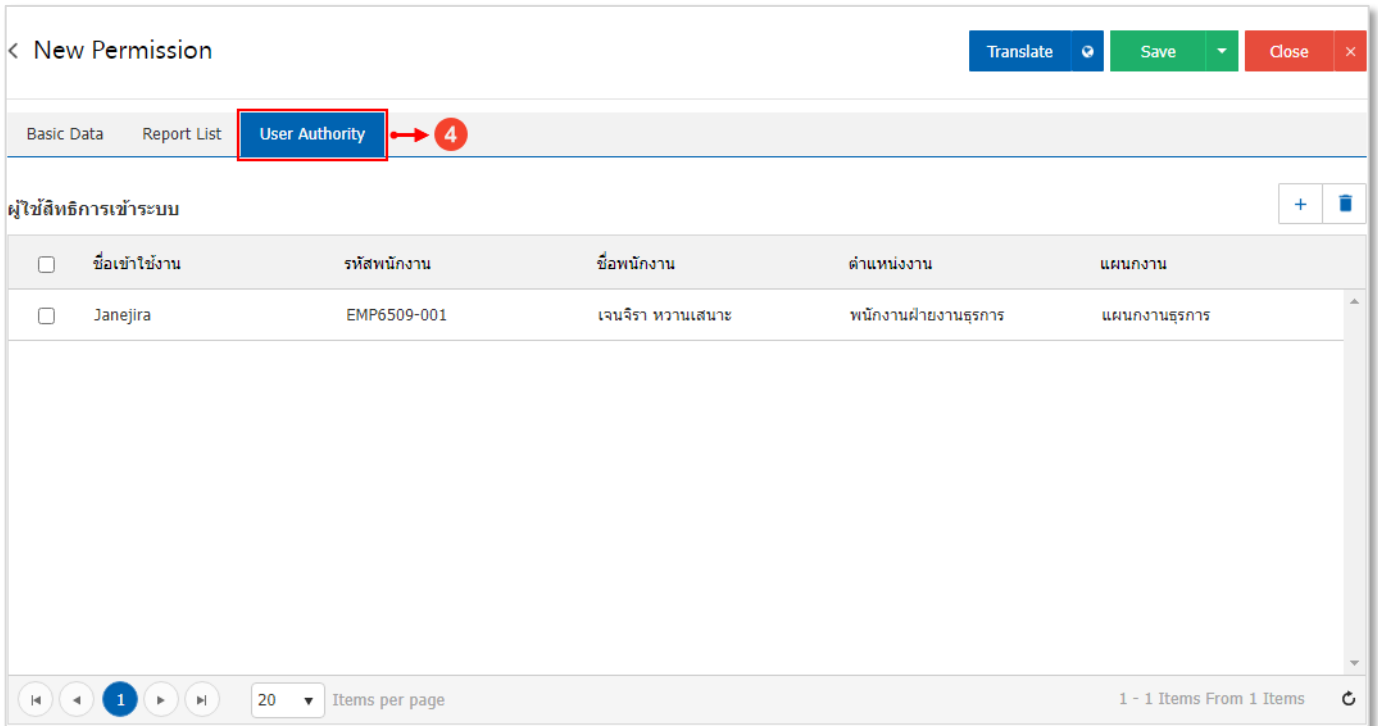 New Permission
Translate Save Close
Basic Data Report List User Authority 4
ผู้ใช้สิทธิการเข้าระบบ
ชื่อเข้าใช้งาน รหัสพนักงาน ชื่อพนักงาน ตำแหน่งงาน แผนกงาน
Janejira EMP6509-001 เจนจิรา หวานเสนาะ พนักงานฝ่ายงานธุรการ แผนกงานธุรการ
1 20 Items per page 1 - 1 Items From 1 Items